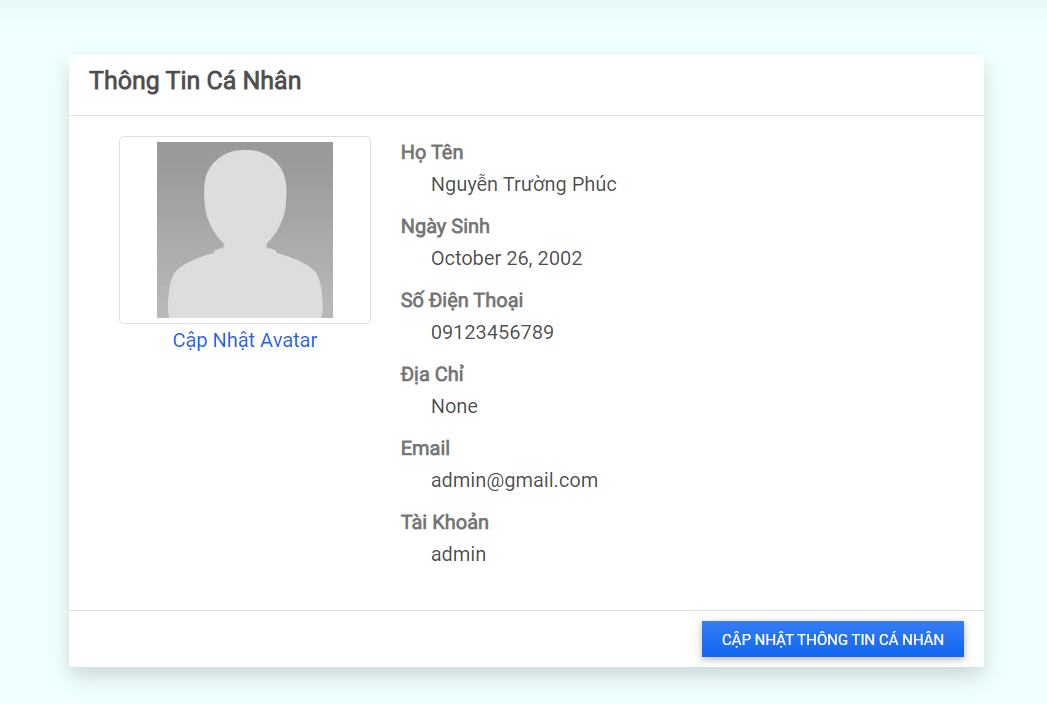 Thông Tin Cá Nhân
Cập Nhật Avatar
Họ Tên
Nguyễn Trường Phúc
Ngày Sinh
October 26, 2002
Số Điện Thoại
09123456789
Địa Chỉ
None
Email
admin@gmail.com
Tài Khoản
admin
CẬP NHẬT THÔNG TIN CÁ NHÂN